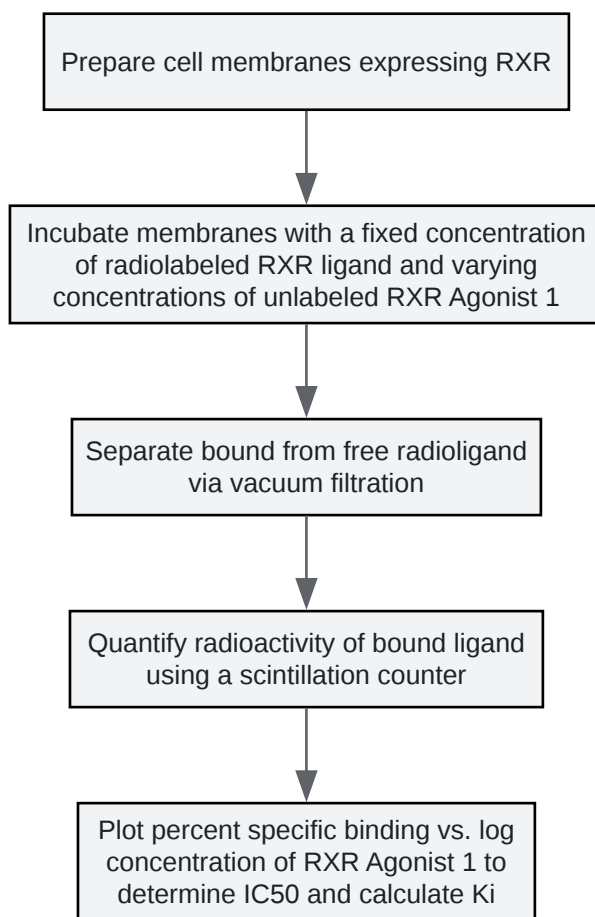 Prepare cell membranes expressing RXR
Incubate membranes with a fixed concentration
of radiolabeled RXR ligand and varying
concentrations of unlabeled RXR Agonist 1
Separate bound from free radioligand
via vacuum filtration
Quantify radioactivity of bound ligand
using a scintillation counter
Plot percent specific binding vs. log
concentration of RXR Agonist 1 to
determine IC50 and calculate Ki